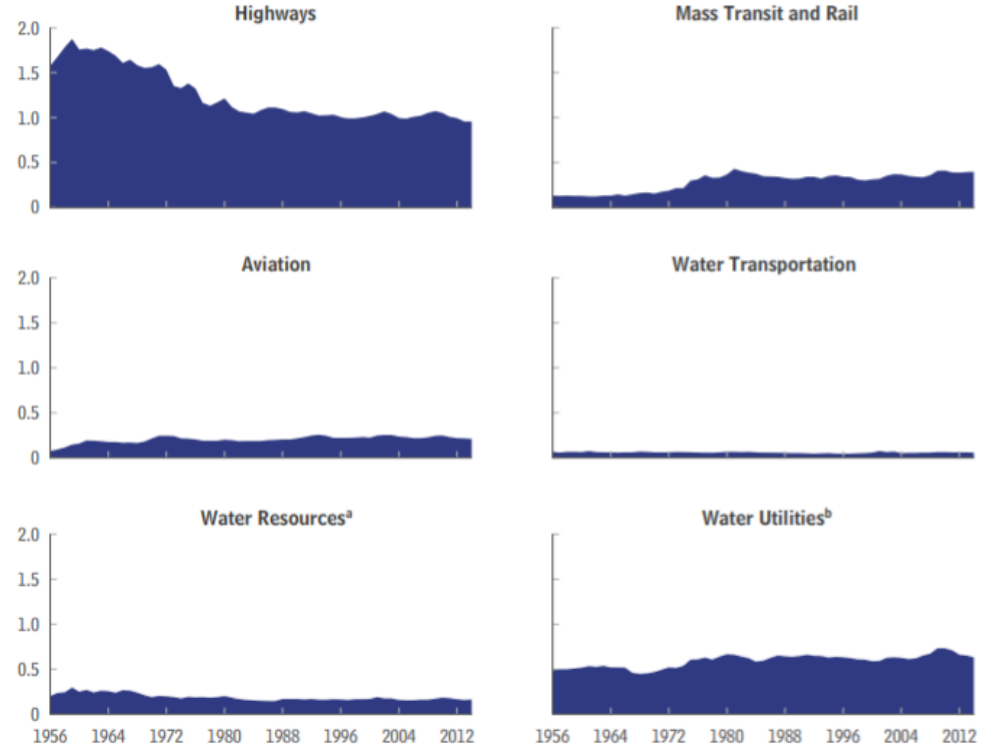 Highways
2.0
1.5
1.0
0.5
0
Mass Transit and Rail
Aviation
2.0
1.5
1.0
0.5
0
Water Transportation
Water Resourcesᵃ
2.0
1.5
1.0
0.5
0
1956 1964 1972 1980 1988 1996 2004 2012
Water Utilitiesᵇ
1956 1964 1972 1980 1988 1996 2004 2012